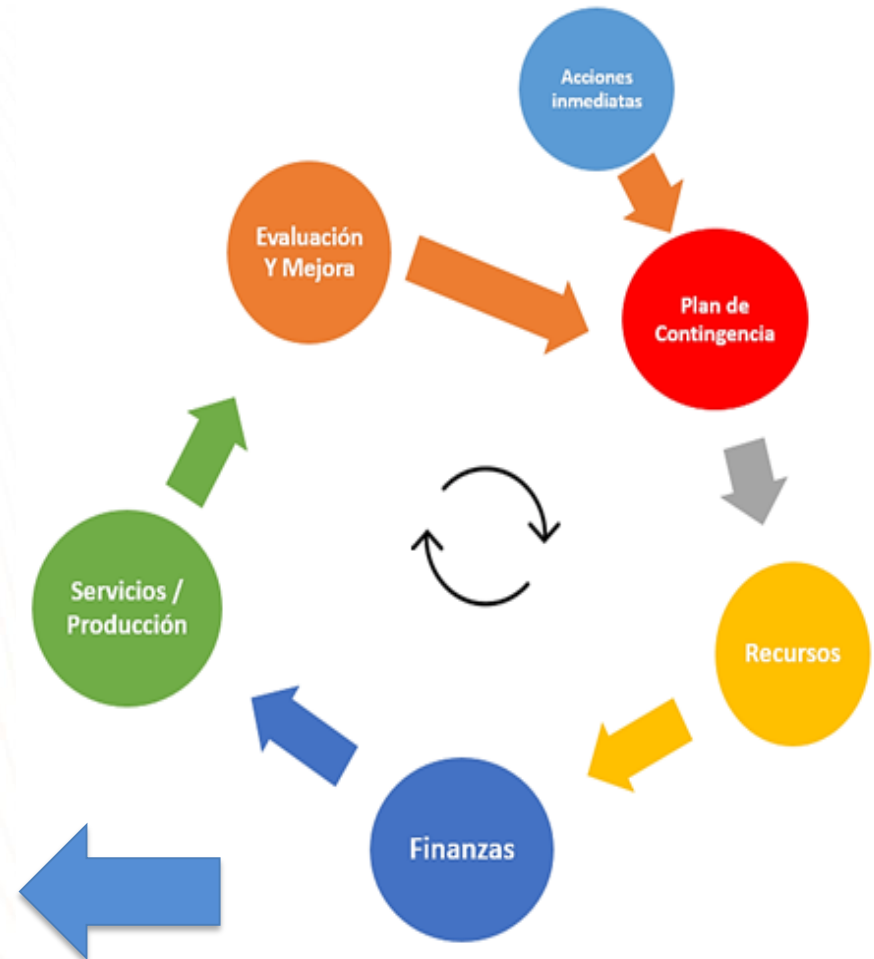 Acciones
inmediatas
Evaluación
Y Mejora
Plan de
Contingencia
Servicios /
Producción
Recursos
Finanzas